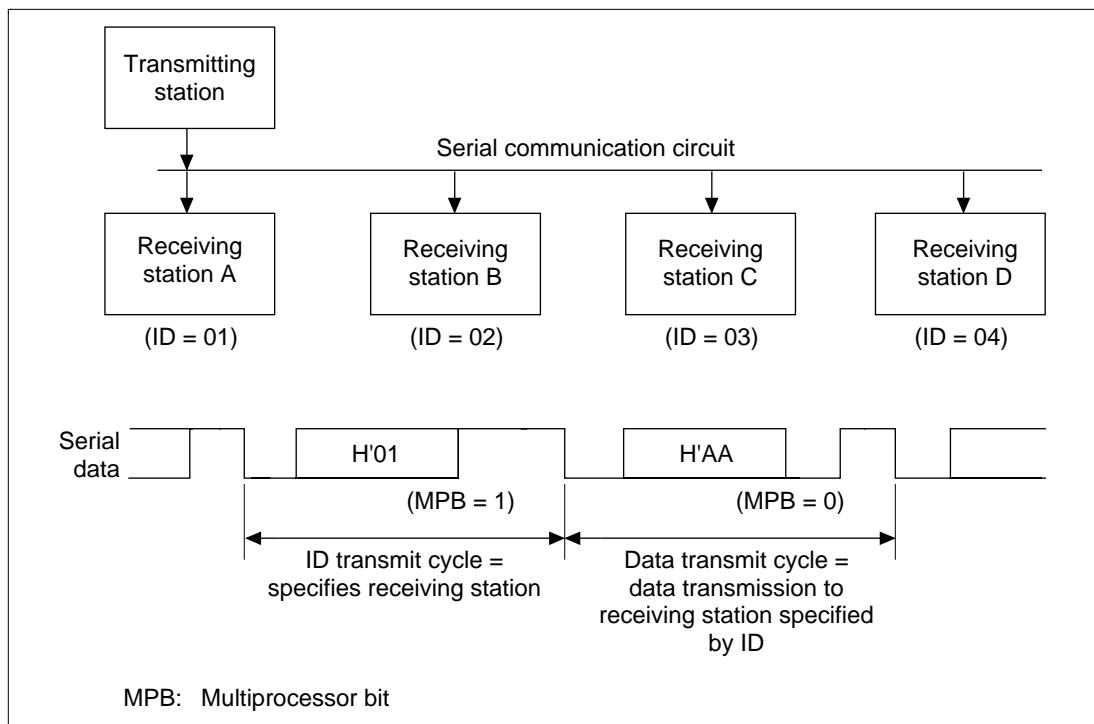 Transmitting
station
Serial communication circuit
Receiving
station A
Receiving
station B
Receiving
station C
Receiving
station D
(ID = 01)
(ID = 02)
(ID = 03)
(ID = 04)
Serial
data
H'01
H'AA
(MPB = 1)
(MPB = 0)
ID transmit cycle =
specifies receiving station
Data transmit cycle =
data transmission to
receiving station specified
by ID
MPB: Multiprocessor bit